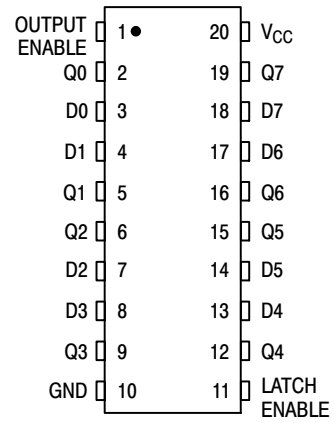 OUTPUT
ENABLE 1 20 VCC
Q0 2 19 Q7
D0 3 18 D7
D1 4 17 D6
Q1 5 16 Q6
Q2 6 15 Q5
D2 7 14 D5
D3 8 13 D4
Q3 9 12 Q4
GND 10 11 LATCH
ENABLE